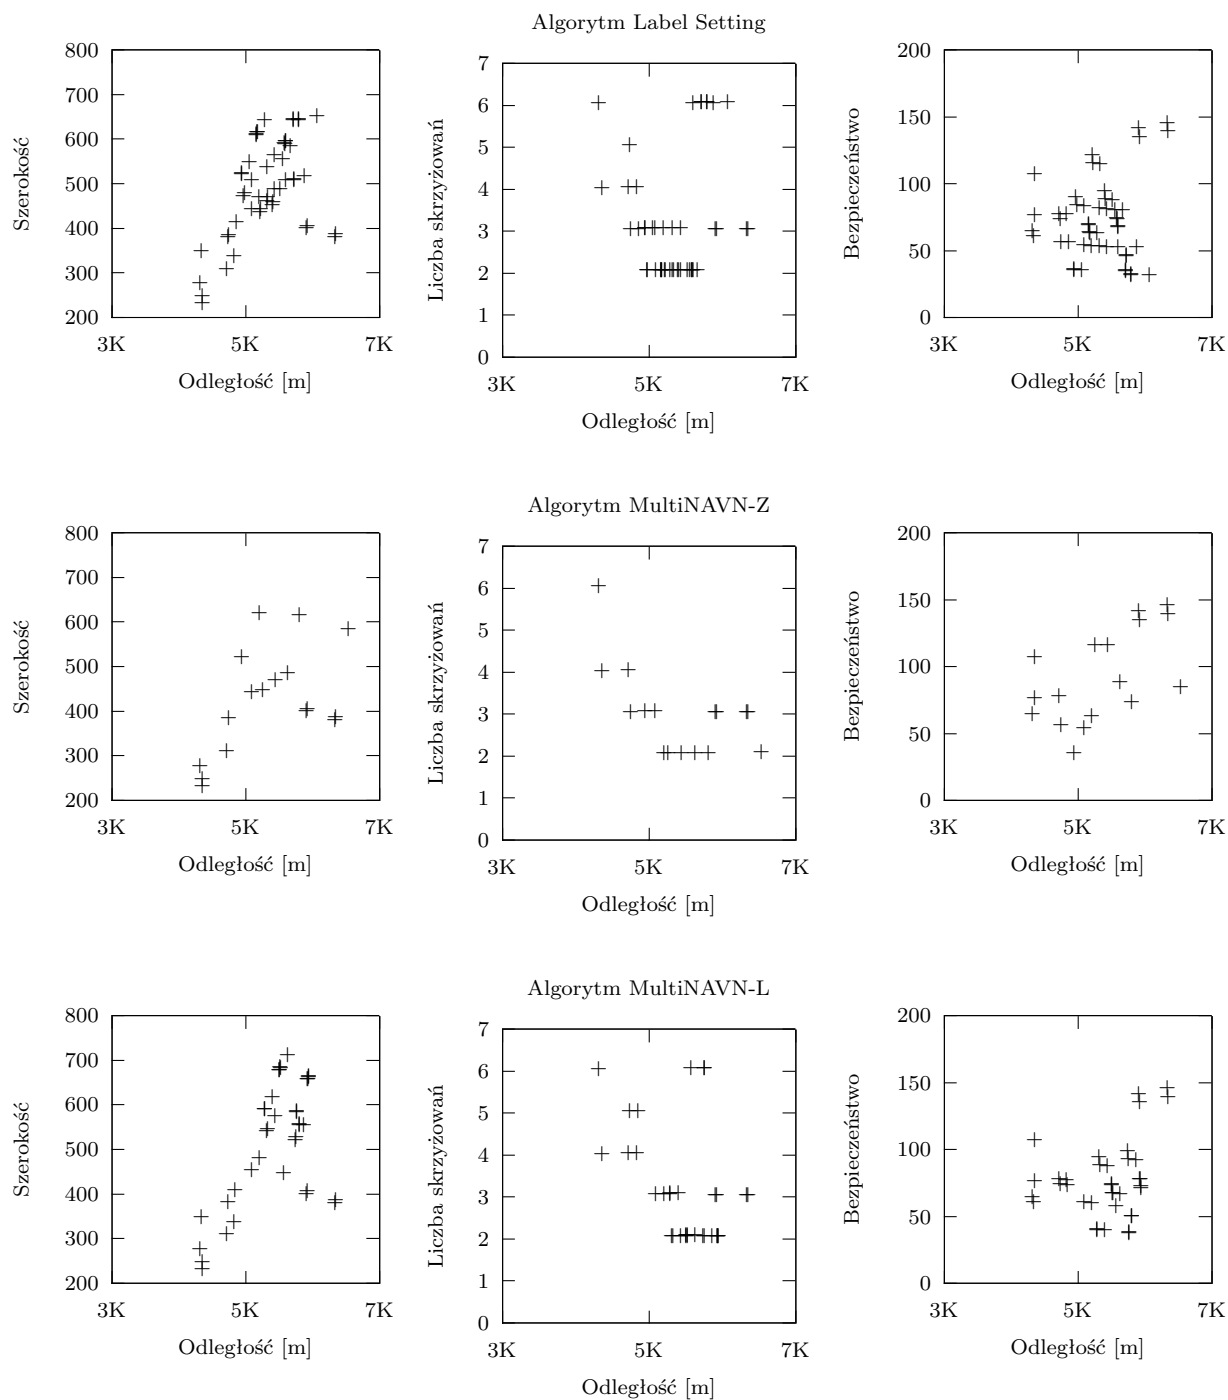 Algorytm Label Setting
Szerokość
800
700
600
500
400
300
200
3K
5K
7K
Odległość [m]
Liczba skrzyżowań
7
6
5
4
3
2
1
0
3K
5K
7K
Odległość [m]
Bezpieczeństwo
200
150
100
50
0
3K
5K
7K
Odległość [m]
Algorytm MultiNAVN-Z
Szerokość
800
700
600
500
400
300
200
3K
5K
7K
Odległość [m]
Liczba skrzyżowań
7
6
5
4
3
2
1
0
3K
5K
7K
Odległość [m]
Bezpieczeństwo
200
150
100
50
0
3K
5K
7K
Odległość [m]
Algorytm MultiNAVN-L
Szerokość
800
700
600
500
400
300
200
3K
5K
7K
Odległość [m]
Liczba skrzyżowań
7
6
5
4
3
2
1
0
3K
5K
7K
Odległość [m]
Bezpieczeństwo
200
150
100
50
0
3K
5K
7K
Odległość [m]